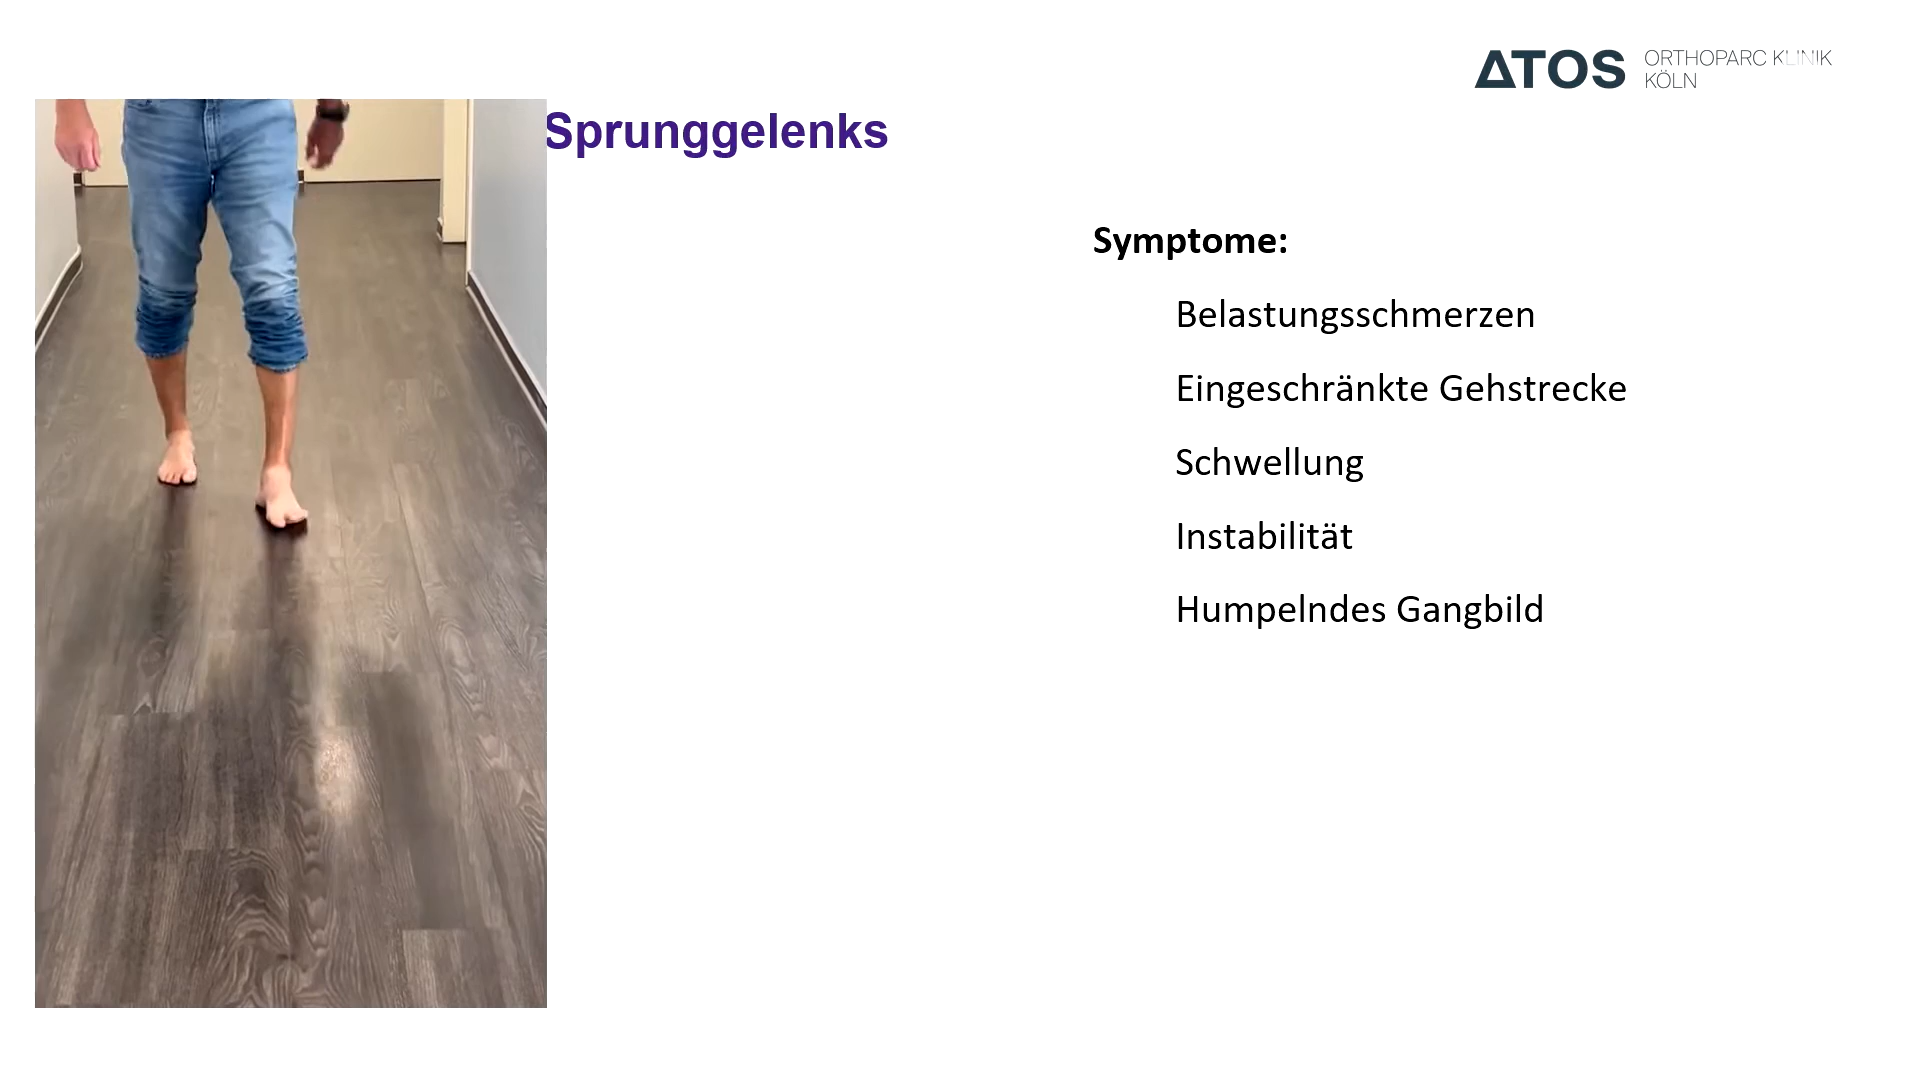 ATOS ORTHOPARC KLINIK
KÖLN
Sprunggelenks
Symptome:
Belastungsschmerzen
Eingeschränkte Gehstrecke
Schwellung
Instabilität
Humpelndes Gangbild